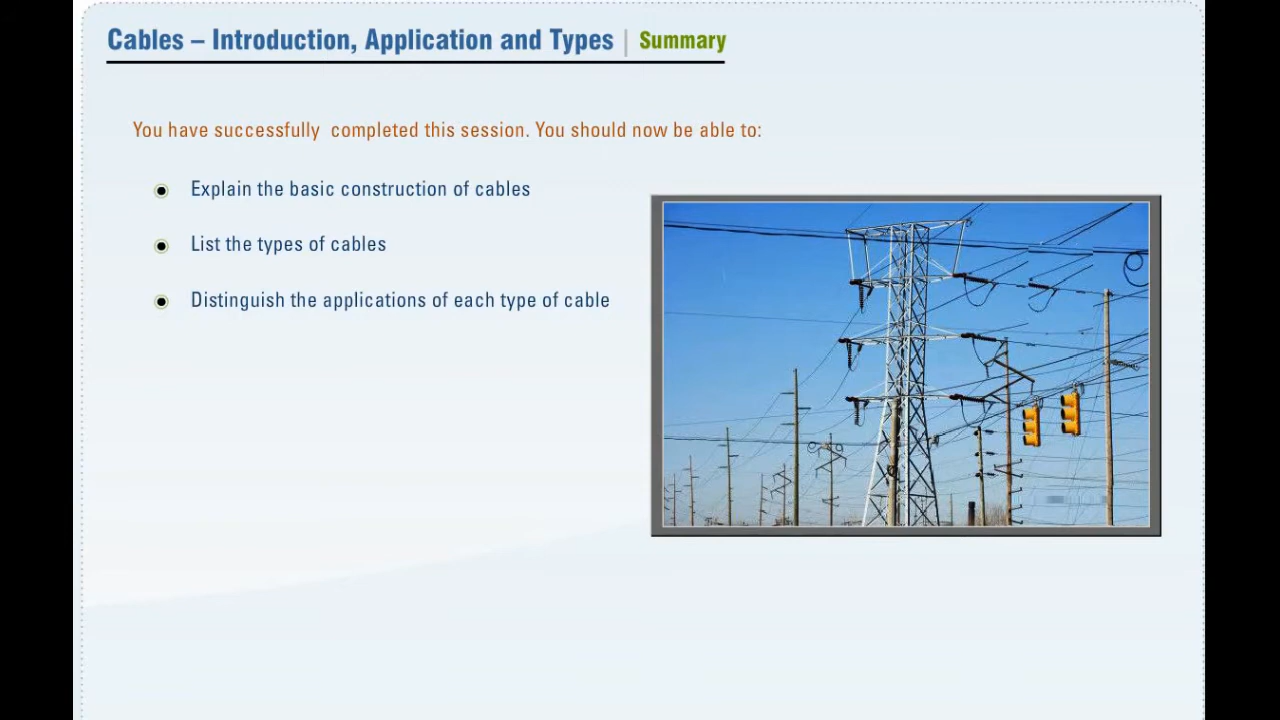 Cables – Introduction, Application and Types | Summary
You have successfully completed this session. You should now be able to:
Explain the basic construction of cables
List the types of cables
Distinguish the applications of each type of cable